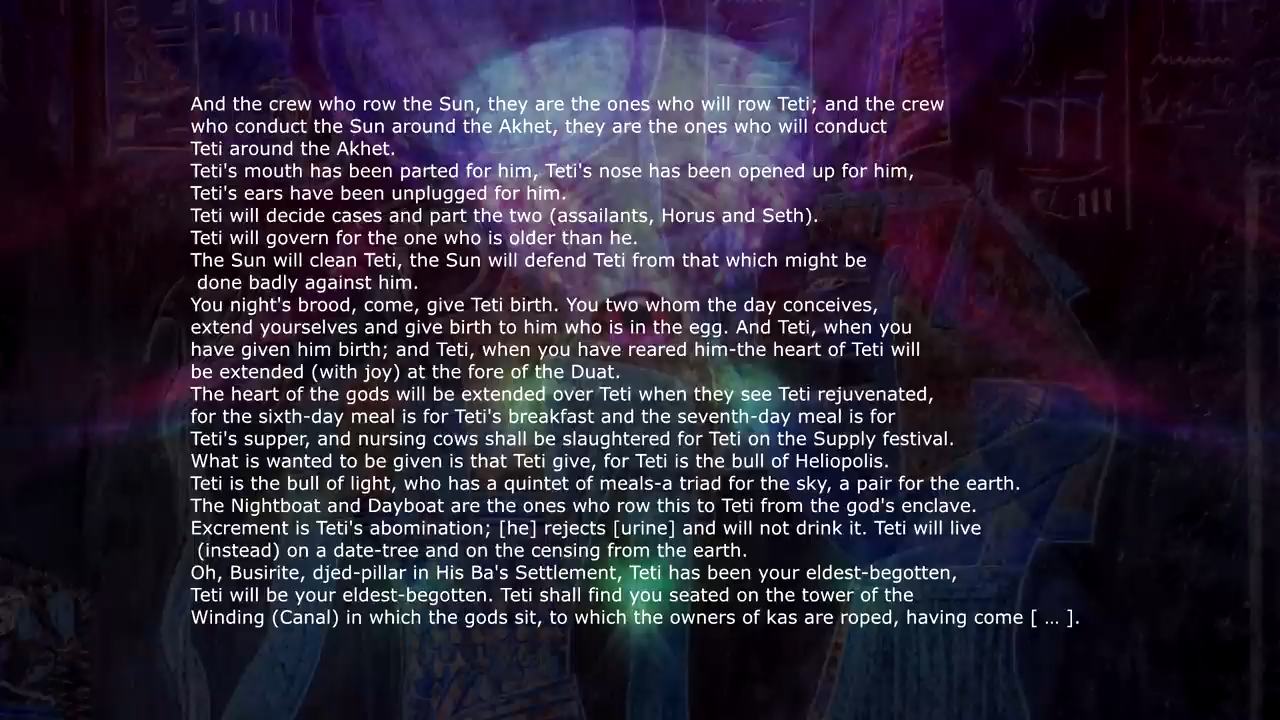 And the crew who row the Sun, they are the ones who will row Teti; and the crew
who conduct the Sun around the Akhet, they are the ones who will conduct
Teti around the Akhet.
Teti's mouth has been parted for him, Teti's nose has been opened up for him,
Teti's ears have been unplugged for him.
Teti will decide cases and part the two (assailants, Horus and Seth).
Teti will govern for the one who is older than he.
The Sun will clean Teti, the Sun will defend Teti from that which might be
done badly against him.
You night's brood, come, give Teti birth. You two whom the day conceives,
extend yourselves and give birth to him who is in the egg. And Teti, when you
have given him birth; and Teti, when you have reared him-the heart of Teti will
be extended (with joy) at the fore of the Duat.
The heart of the gods will be extended over Teti when they see Teti rejuvenated,
for the sixth-day meal is for Teti's breakfast and the seventh-day meal is for
Teti's supper, and nursing cows shall be slaughtered for Teti on the Supply festival.
What is wanted to be given is that Teti give, for Teti is the bull of Heliopolis.
Teti is the bull of light, who has a quintet of meals-a triad for the sky, a pair for the earth.
The Nightboat and Dayboat are the ones who row this to Teti from the god's enclave.
Excrement is Teti's abomination; [he] rejects [urine] and will not drink it. Teti will live
(instead) on a date-tree and on the censing from the earth.
Oh, Busirite, djed-pillar in His Ba's Settlement, Teti has been your eldest-begotten,
Teti will be your eldest-begotten. Teti shall find you seated on the tower of the
Winding (Canal) in which the gods sit, to which the owners of kas are roped, having come [ ... ].